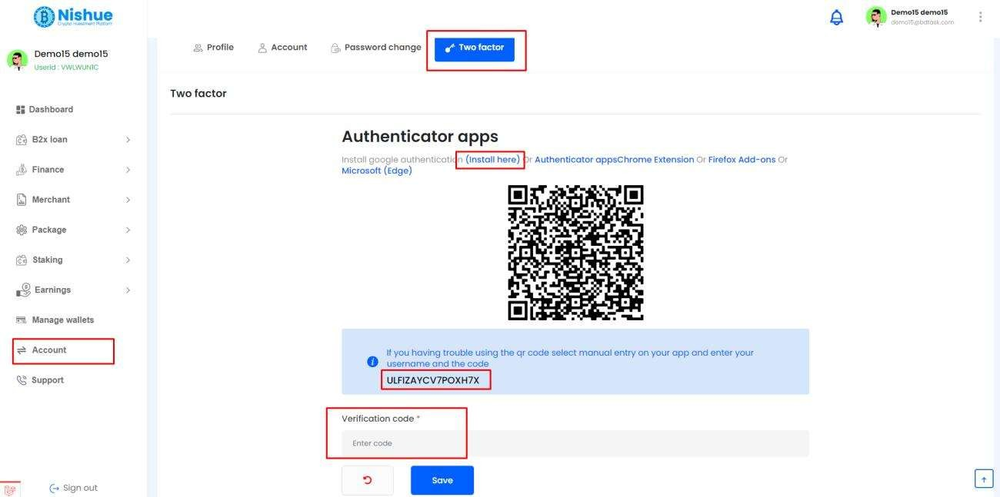 Nishue
Crypto Investment Platform
Demo15 demo15
demo15@bdtask.com
Demo15 demo15
Userid : VWLWUN1C
Profile
Account
Password change
Two factor
Dashboard
B2x loan
Finance
Merchant
Package
Staking
Earnings
Manage wallets
Account
Support
Sign out
Two factor
Authenticator apps
Install google authentication (Install here) Or Authenticator appsChrome Extension Or Firefox Add-ons Or
Microsoft (Edge)
If you having trouble using the qr code select manual entry on your app and enter your
username and the code
ULFIZAYCV7POXH7X
Verification code *
Enter code
Save